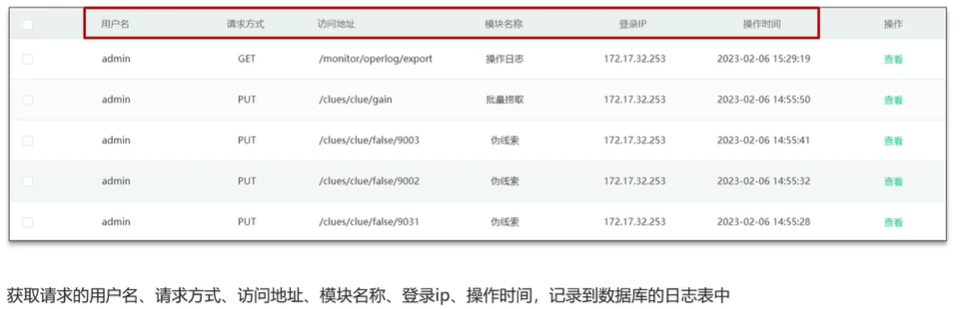 用户名 请求方式 访问地址 模块名称 登录IP 操作时间 操作
admin GET /monitor/operlog/export 操作日志 172.17.32.253 2023-02-06 15:29:19 查看
admin PUT /clues/clue/gain 批量捞取 172.17.32.253 2023-02-06 14:55:50 查看
admin PUT /clues/clue/false/9003 伪线索 172.17.32.253 2023-02-06 14:55:41 查看
admin PUT /clues/clue/false/9002 伪线索 172.17.32.253 2023-02-06 14:55:32 查看
admin PUT /clues/clue/false/9031 伪线索 172.17.32.253 2023-02-06 14:55:28 查看
获取请求的用户名、请求方式、访问地址、模块名称、登录ip、操作时间，记录到数据库的日志表中